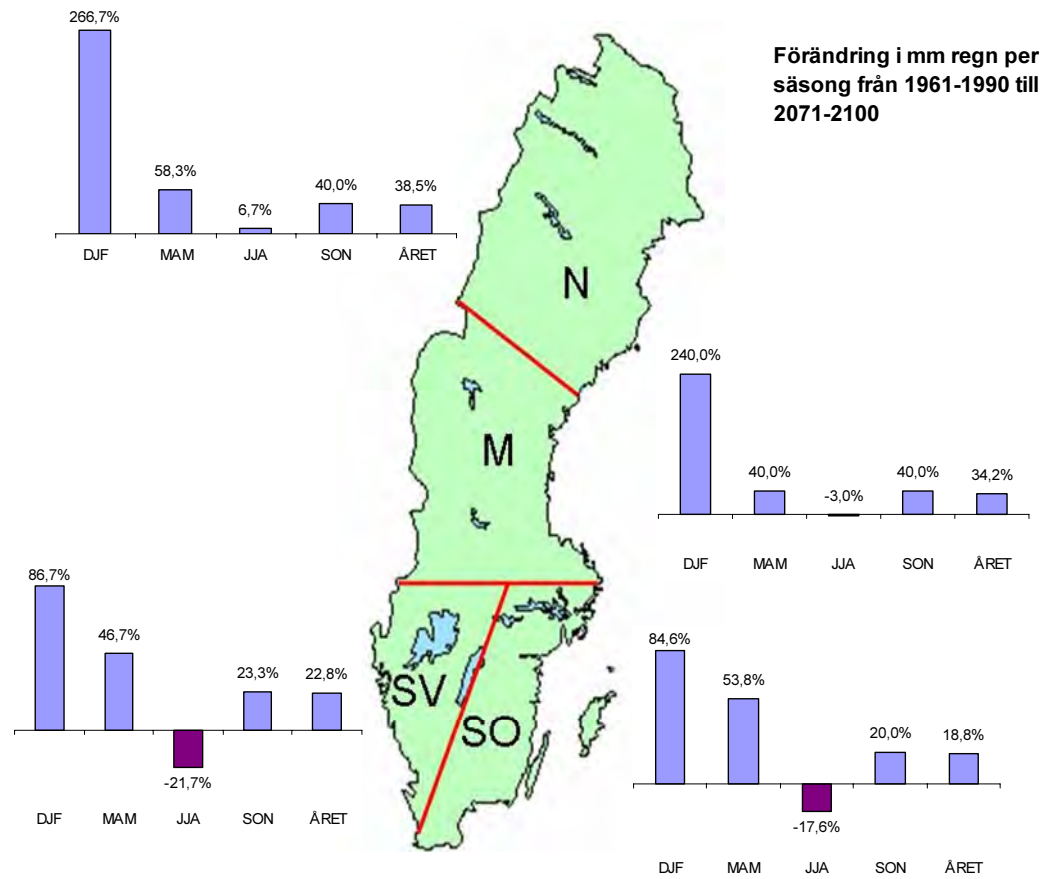 Förändring i mm regn per
säsong från 1961-1990 till
2071-2100
266,7%
58,3%
6,7%
40,0%
38,5%
DJF MAM JJA SON ÅRET
N
M
SV
SO
240,0%
40,0%
-3,0%
40,0%
34,2%
DJF MAM JJA SON ÅRET
86,7%
46,7%
-21,7%
23,3%
22,8%
DJF MAM JJA SON ÅRET
84,6%
53,8%
-17,6%
20,0%
18,8%
DJF MAM JJA SON ÅRET